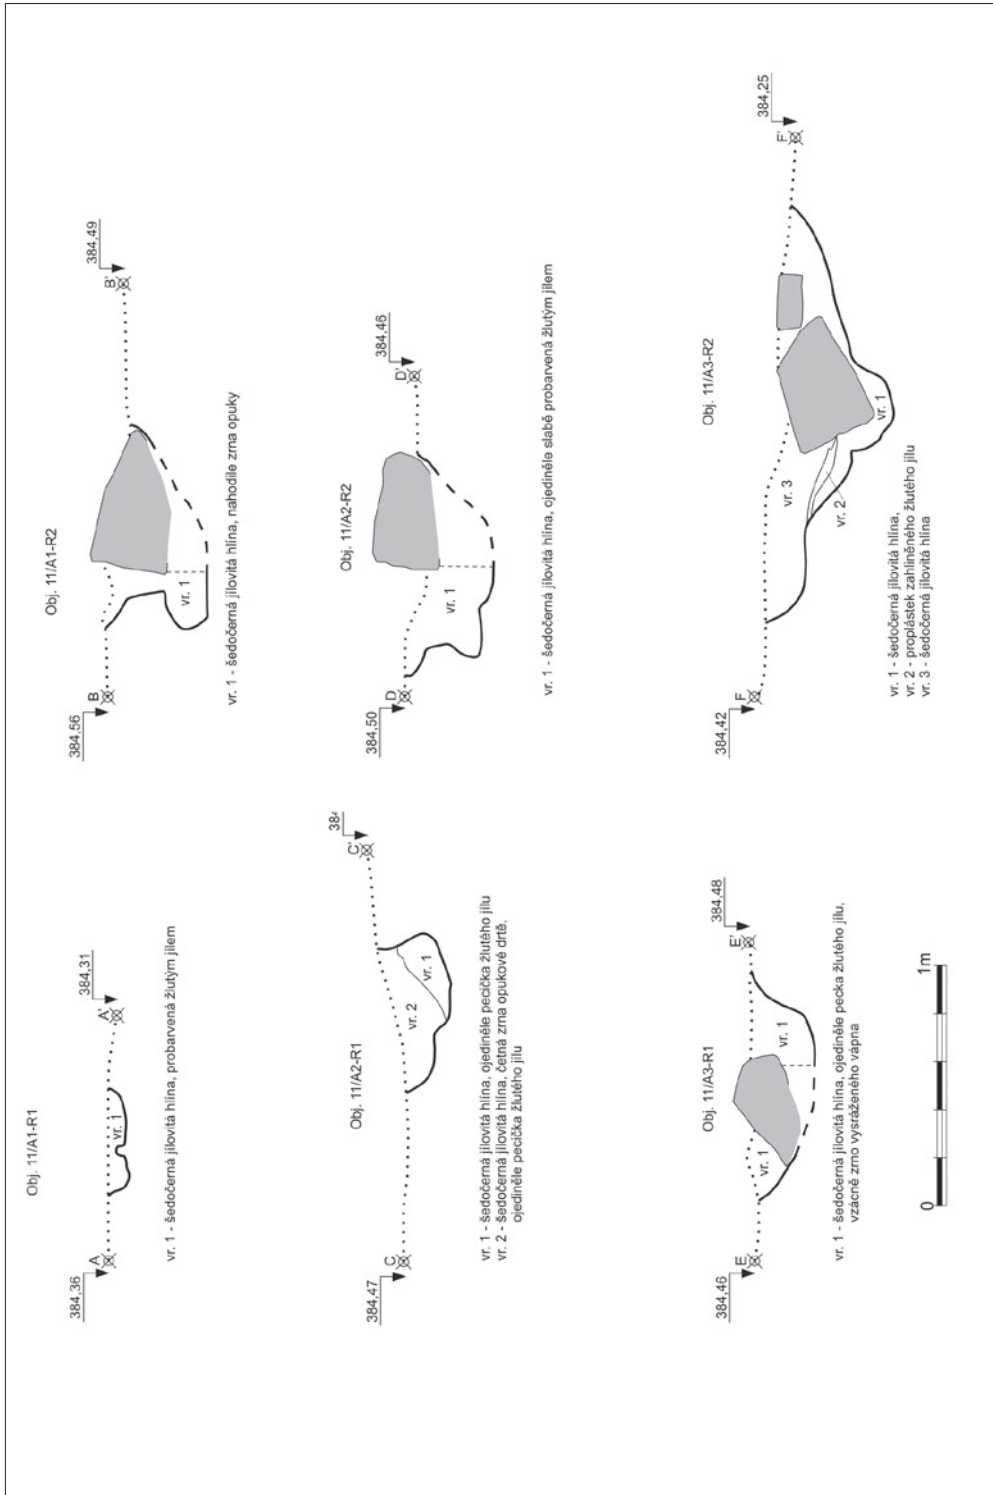 Obj. 11/A1-R1
384,36
A
384,31
A'
vr. 1
vr. 1 - šedočerná jílovitá hlína, probarvená žlutým jílem
Obj. 11/A1-R2
384,56
B
384,49
B'
vr. 1
vr. 1 - šedočerná jílovitá hlína, nahodile zrna opuky
Obj. 11/A2-R1
384,47
C
384
C'
vr. 2
vr. 1
vr. 1 - šedočerná jílovitá hlína, ojediněle pecička žlutého jílu
vr. 2 - šedočerná jílovitá hlína, četná zrna opukové drtě.
ojediněle pecička žlutého jílu
Obj. 11/A2-R2
384,50
D
384,46
D'
vr. 1
vr. 1 - šedočerná jílovitá hlína, ojediněle slabě probarvená žlutým jílem
Obj. 11/A3-R1
384,46
E
384,48
E'
vr. 1
vr. 1
vr. 1 - šedočerná jílovitá hlína, ojediněle pecka žlutého jílu,
vzácně zrno vysráženého vápna
Obj. 11/A3-R2
384,42
F
384,25
F'
vr. 3
vr. 2
vr. 1
vr. 1 - šedočerná jílovitá hlína,
vr. 2 - proplástek zahliněného žlutého jílu
vr. 3 - šedočerná jílovitá hlína
0
1m